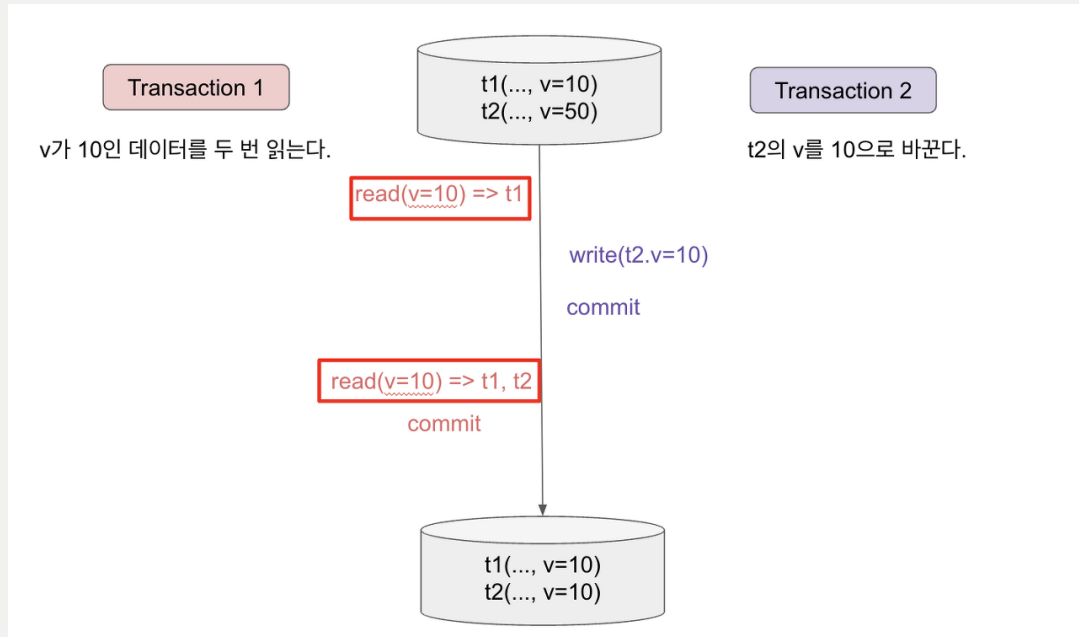 t1(..., v=10)
t2(..., v=50)
Transaction 1
Transaction 2
v가 10인 데이터를 두 번 읽는다.
t2의 v를 10으로 바꾼다.
read(v=10) => t1
write(t2.v=10)
commit
read(v=10) => t1, t2
commit
t1(..., v=10)
t2(..., v=10)